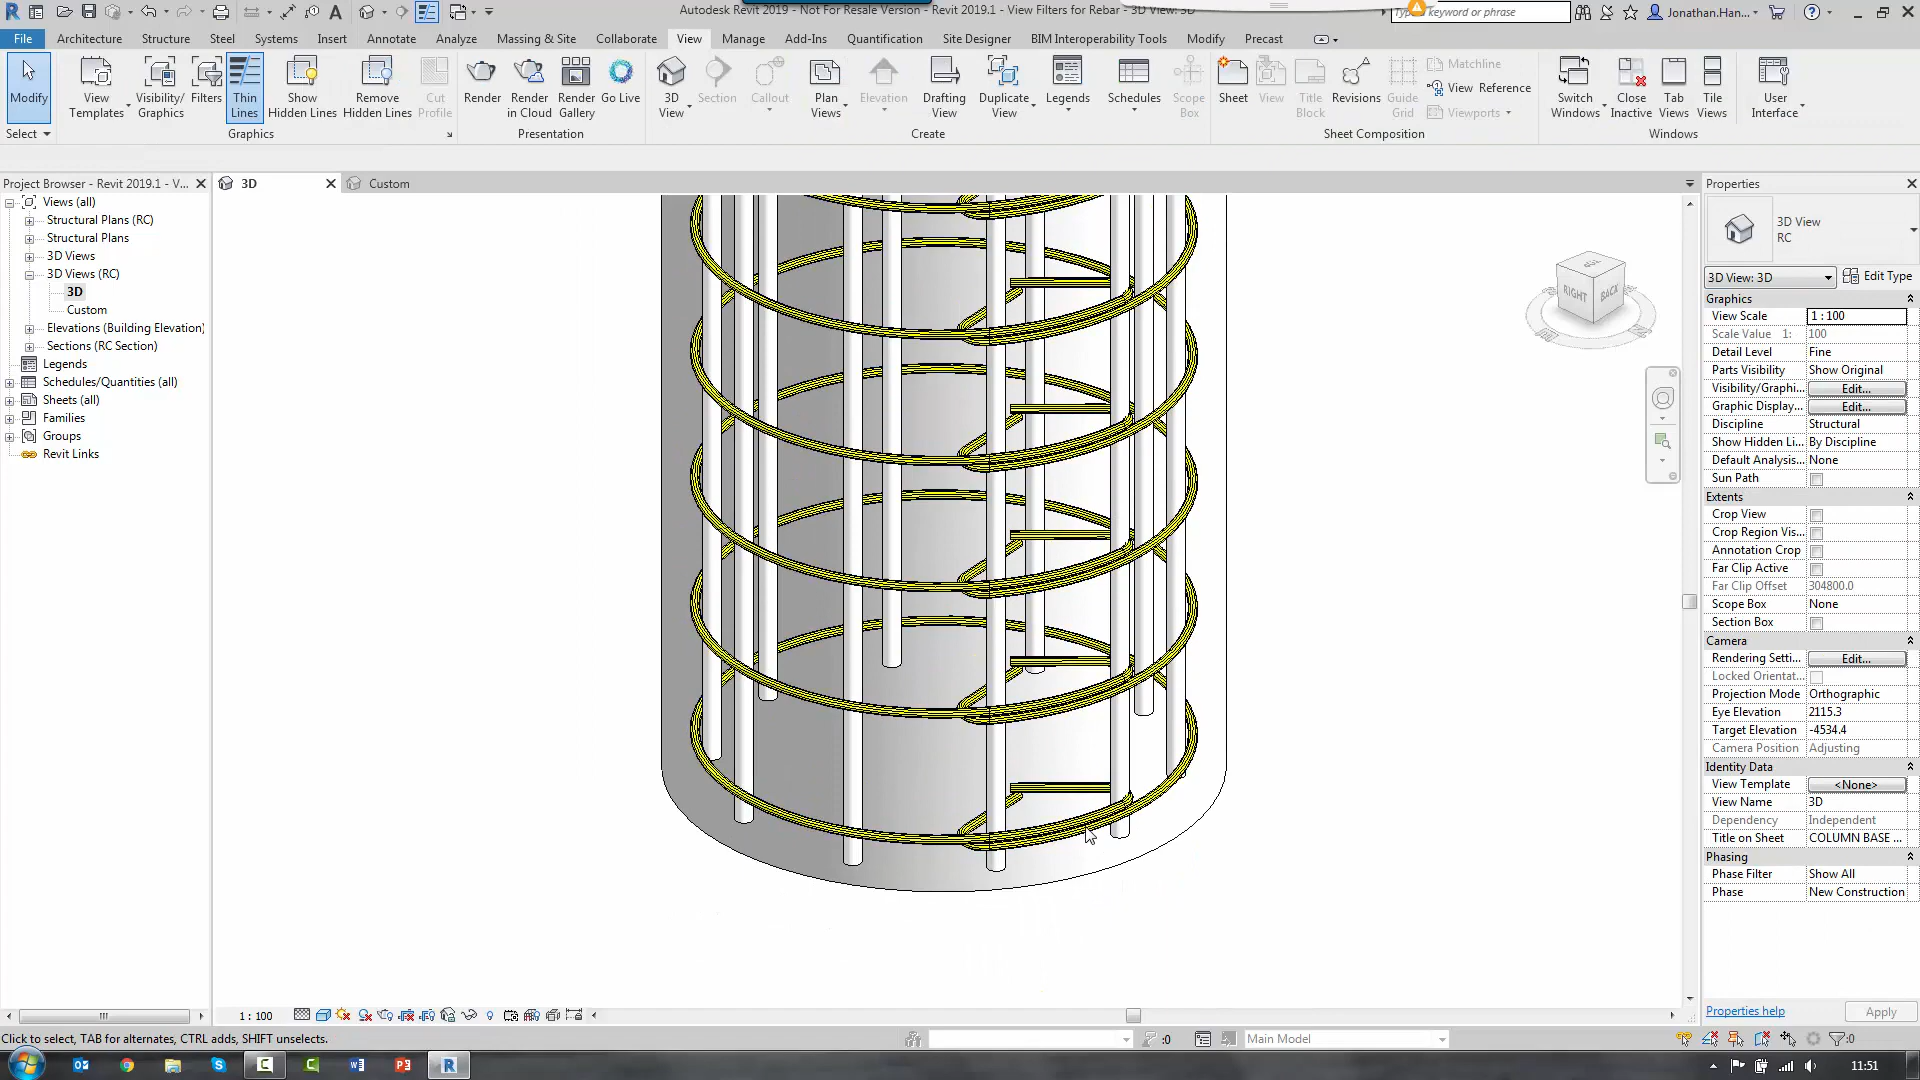 Autodesk Revit 2019 - Not For Resale Version - Revit 2019.1 - View Filters for Rebar - 3D View: 3D
keyword or phrase
Jonathan.Han...
File Architecture Structure Steel Systems Insert Annotate Analyze Massing & Site Collaborate View Manage Add-Ins Quantification Site Designer BIM Interoperability Tools Modify Precast
Modify
View Templates
Visibility/ Graphics
Filters
Thin Lines
Show Hidden Lines
Remove Hidden Lines
Cut Profile
Render
Render in Cloud
Render Gallery
Go Live
3D View
Section
Callout
Plan Views
Elevation
Drafting View
Duplicate View
Legends
Schedules
Scope Box
Sheet
View
Title Block
Revisions
Guide Grid
Matchline
View Reference
Viewports
Switch Windows
Close Inactive
Tab Views
Tile Views
User Interface
Select Graphics Presentation Create Sheet Composition Windows
Project Browser - Revit 2019.1 - V...
3D
Custom
Properties
Views (all)
Structural Plans (RC)
Structural Plans
3D Views
3D Views (RC)
3D
Custom
Elevations (Building Elevation)
Sections (RC Section)
Legends
Schedules/Quantities (all)
Sheets (all)
Families
Groups
Revit Links
TOP
RIGHT
BACK
3D View
RC
3D View: 3D
Edit Type
Graphics
View Scale 1 : 100
Scale Value 1: 100
Detail Level Fine
Parts Visibility Show Original
Visibility/Graphi... Edit...
Graphic Display... Edit...
Discipline Structural
Show Hidden Li... By Discipline
Default Analysis... None
Sun Path
Extents
Crop View
Crop Region Vis...
Annotation Crop
Far Clip Active
Far Clip Offset 304800.0
Scope Box None
Section Box
Camera
Rendering Setti... Edit...
Locked Orientat...
Projection Mode Orthographic
Eye Elevation 2115.3
Target Elevation -4534.4
Camera Position Adjusting
Identity Data
View Template <None>
View Name 3D
Dependency Independent
Title on Sheet COLUMN BASE ...
Phasing
Phase Filter Show All
Phase New Construction
Properties help
Apply
1 : 100
Click to select, TAB for alternates, CTRL adds, SHIFT unselects.
:0
Main Model
:0
11:51